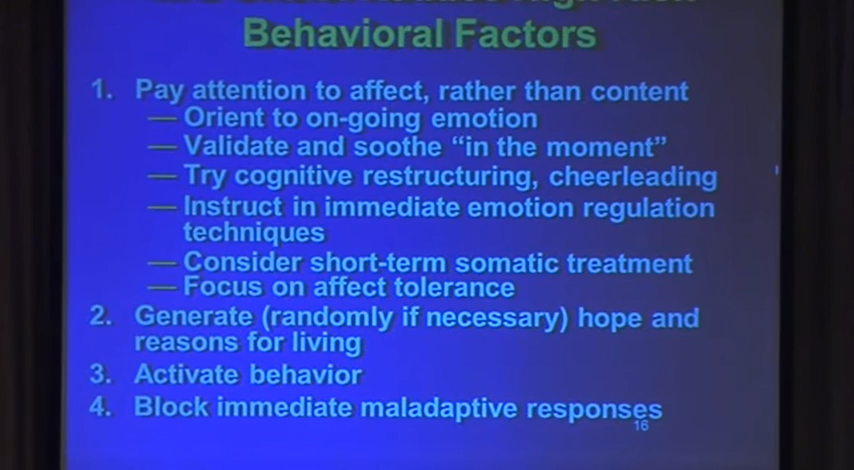 Behavioral Factors
1. Pay attention to affect, rather than content
— Orient to on-going emotion
— Validate and soothe “in the moment”
— Try cognitive restructuring, cheerleading
— Instruct in immediate emotion regulation
techniques
— Consider short-term somatic treatment
— Focus on affect tolerance
2. Generate (randomly if necessary) hope and
reasons for living
3. Activate behavior
4. Block immediate maladaptive responses
16